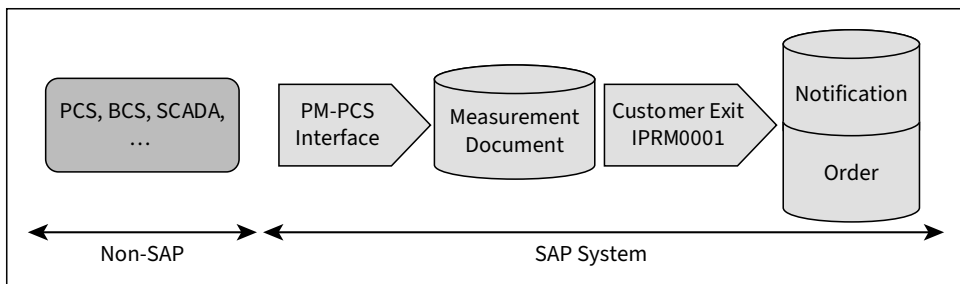 PCS, BCS, SCADA,
…
PM-PCS
Interface
Measurement
Document
Customer Exit
IPRM0001
Notification
Order
Non-SAP
SAP System